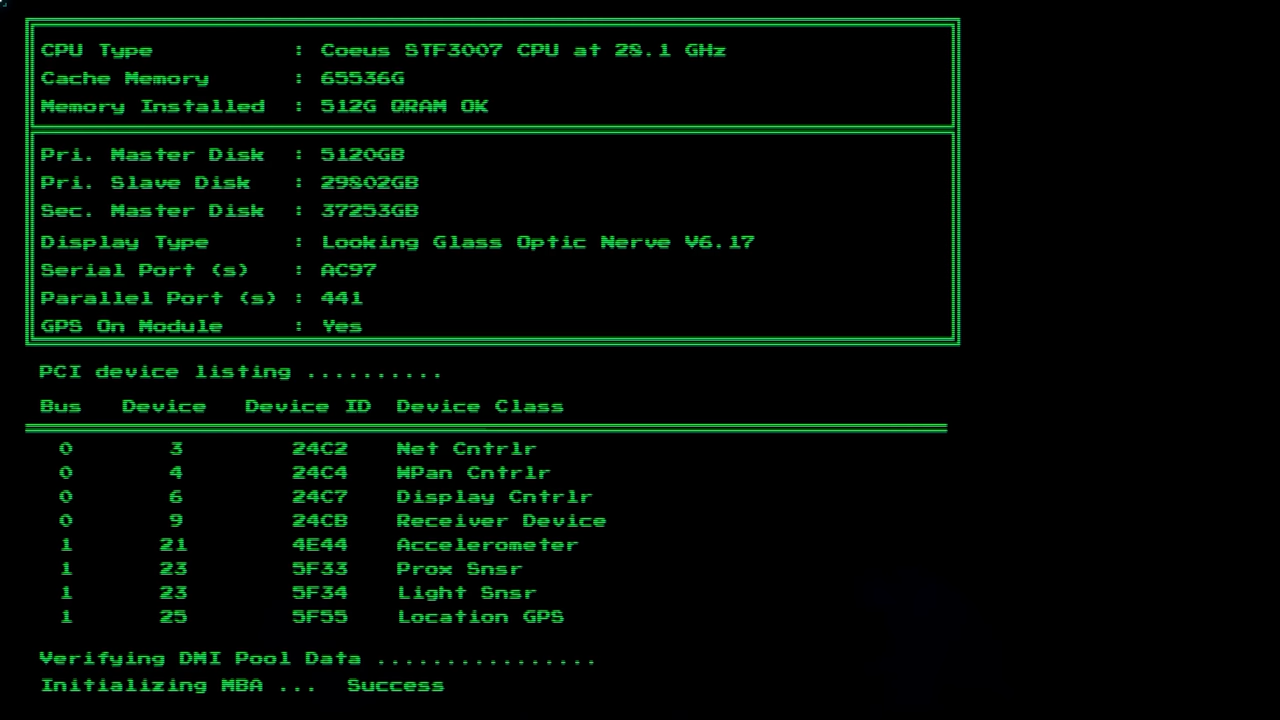 CPU Type : Coeus STF3007 CPU at 28.1 GHz
Cache Memory : 65536G
Memory Installed : 512G QRAM OK
Pri. Master Disk : 5120GB
Pri. Slave Disk : 29802GB
Sec. Master Disk : 37253GB
Display Type : Looking Glass Optic Nerve V6.17
Serial Port (s) : AC97
Parallel Port (s) : 441
GPS On Module : Yes
PCI device listing ..........
Bus Device Device ID Device Class
0 3 24C2 Net Cntrlr
0 4 24C4 WPan Cntrlr
0 6 24C7 Display Cntrlr
0 9 24CB Receiver Device
1 21 4E44 Accelerometer
1 23 5F33 Prox Snsr
1 23 5F34 Light Snsr
1 25 5F55 Location GPS
Verifying DMI Pool Data ................
Initializing MBA ... Success